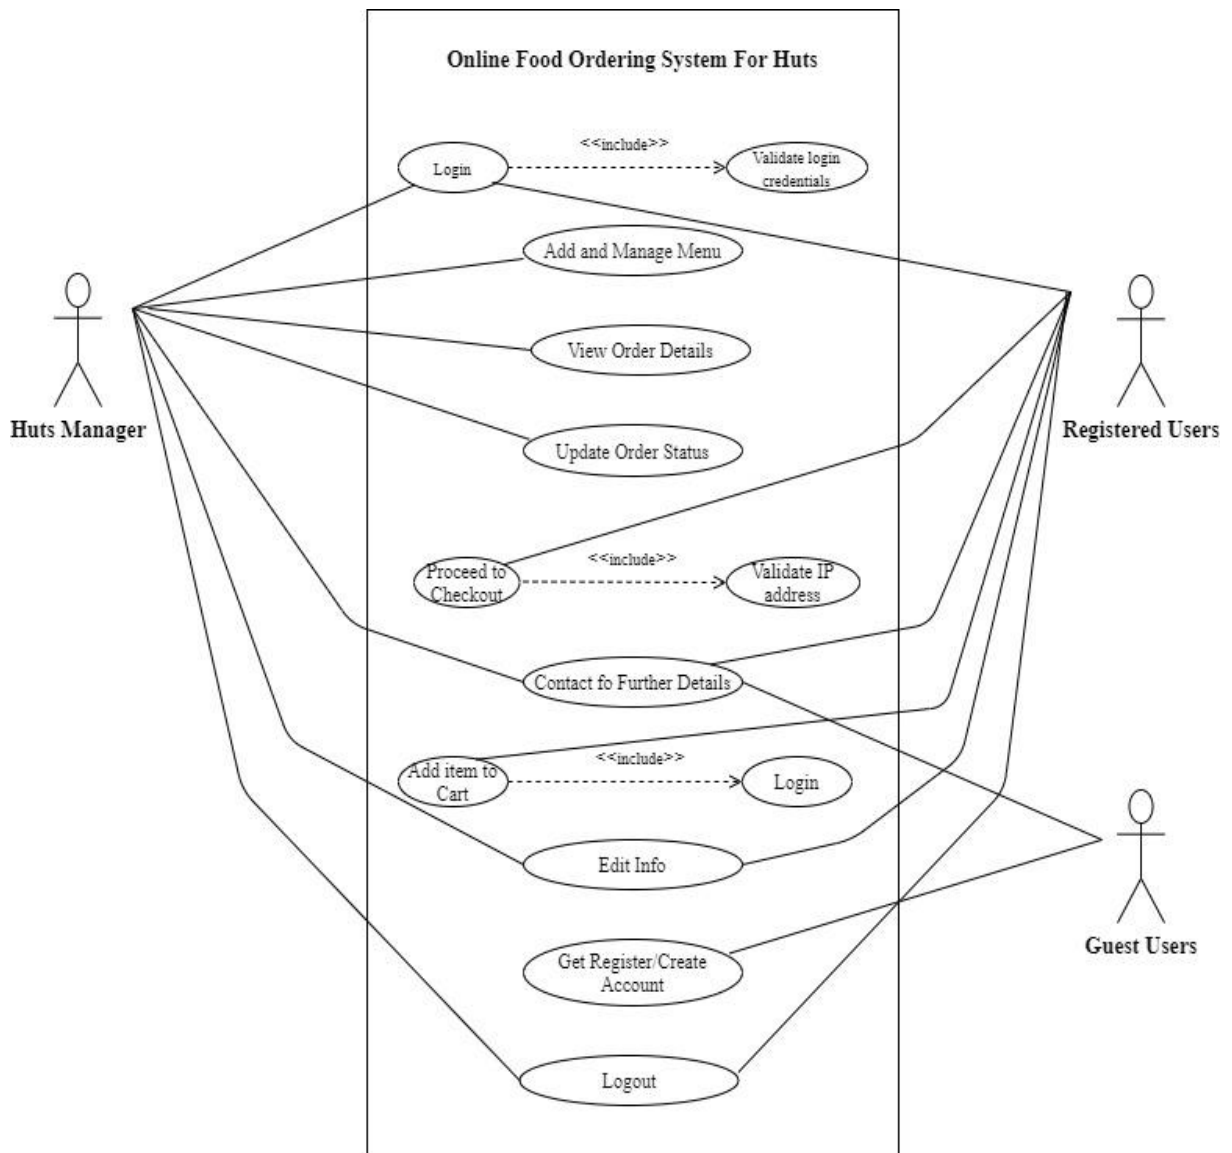 Online Food Ordering System For Huts
<<include>>
Login
Validate login
credentials
Add and Manage Menu
View Order Details
Huts Manager
Registered Users
Update Order Status
<<include>>
Proceed to
Checkout
Validate IP
address
Contact fo Further Details
<<include>>
Add item to
Cart
Login
Edit Info
Guest Users
Get Register/Create
Account
Logout